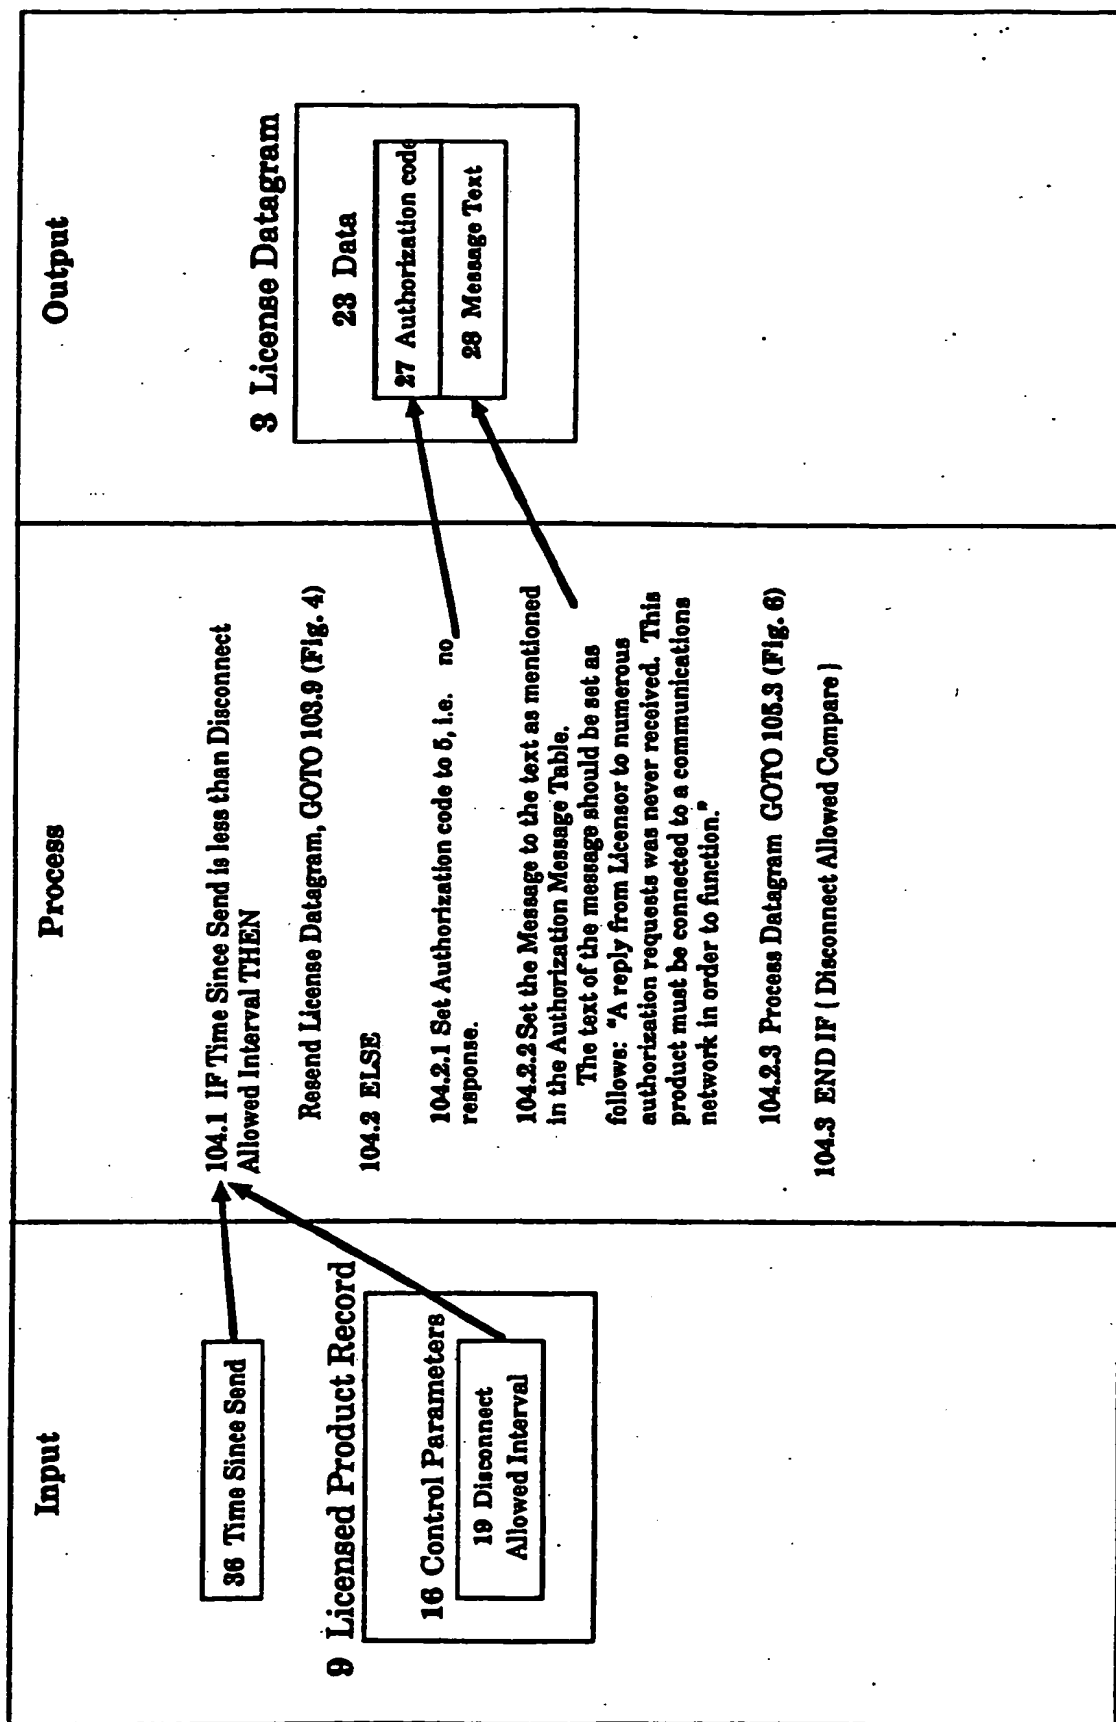 Input
36 Time Since Send
9 Licensed Product Record
16 Control Parameters
19 Disconnect
Allowed Interval
Process
104.1 IF Time Since Send is less than Disconnect
Allowed Interval THEN
Resend License Datagram, GOTO 103.9 (Fig. 4)
104.2 ELSE
104.2.1 Set Authorization code to 5, i.e. no
response.
104.2.2 Set the Message to the text as mentioned
in the Authorization Message Table.
The text of the message should be set as
follows: "A reply from Licensor to numerous
authorization requests was never received. This
product must be connected to a communications
network in order to function."
104.2.3 Process Datagram GOTO 105.3 (Fig. 6)
104.3 END IF { Disconnect Allowed Compare }
Output
3 License Datagram
23 Data
27 Authorization code
28 Message Text